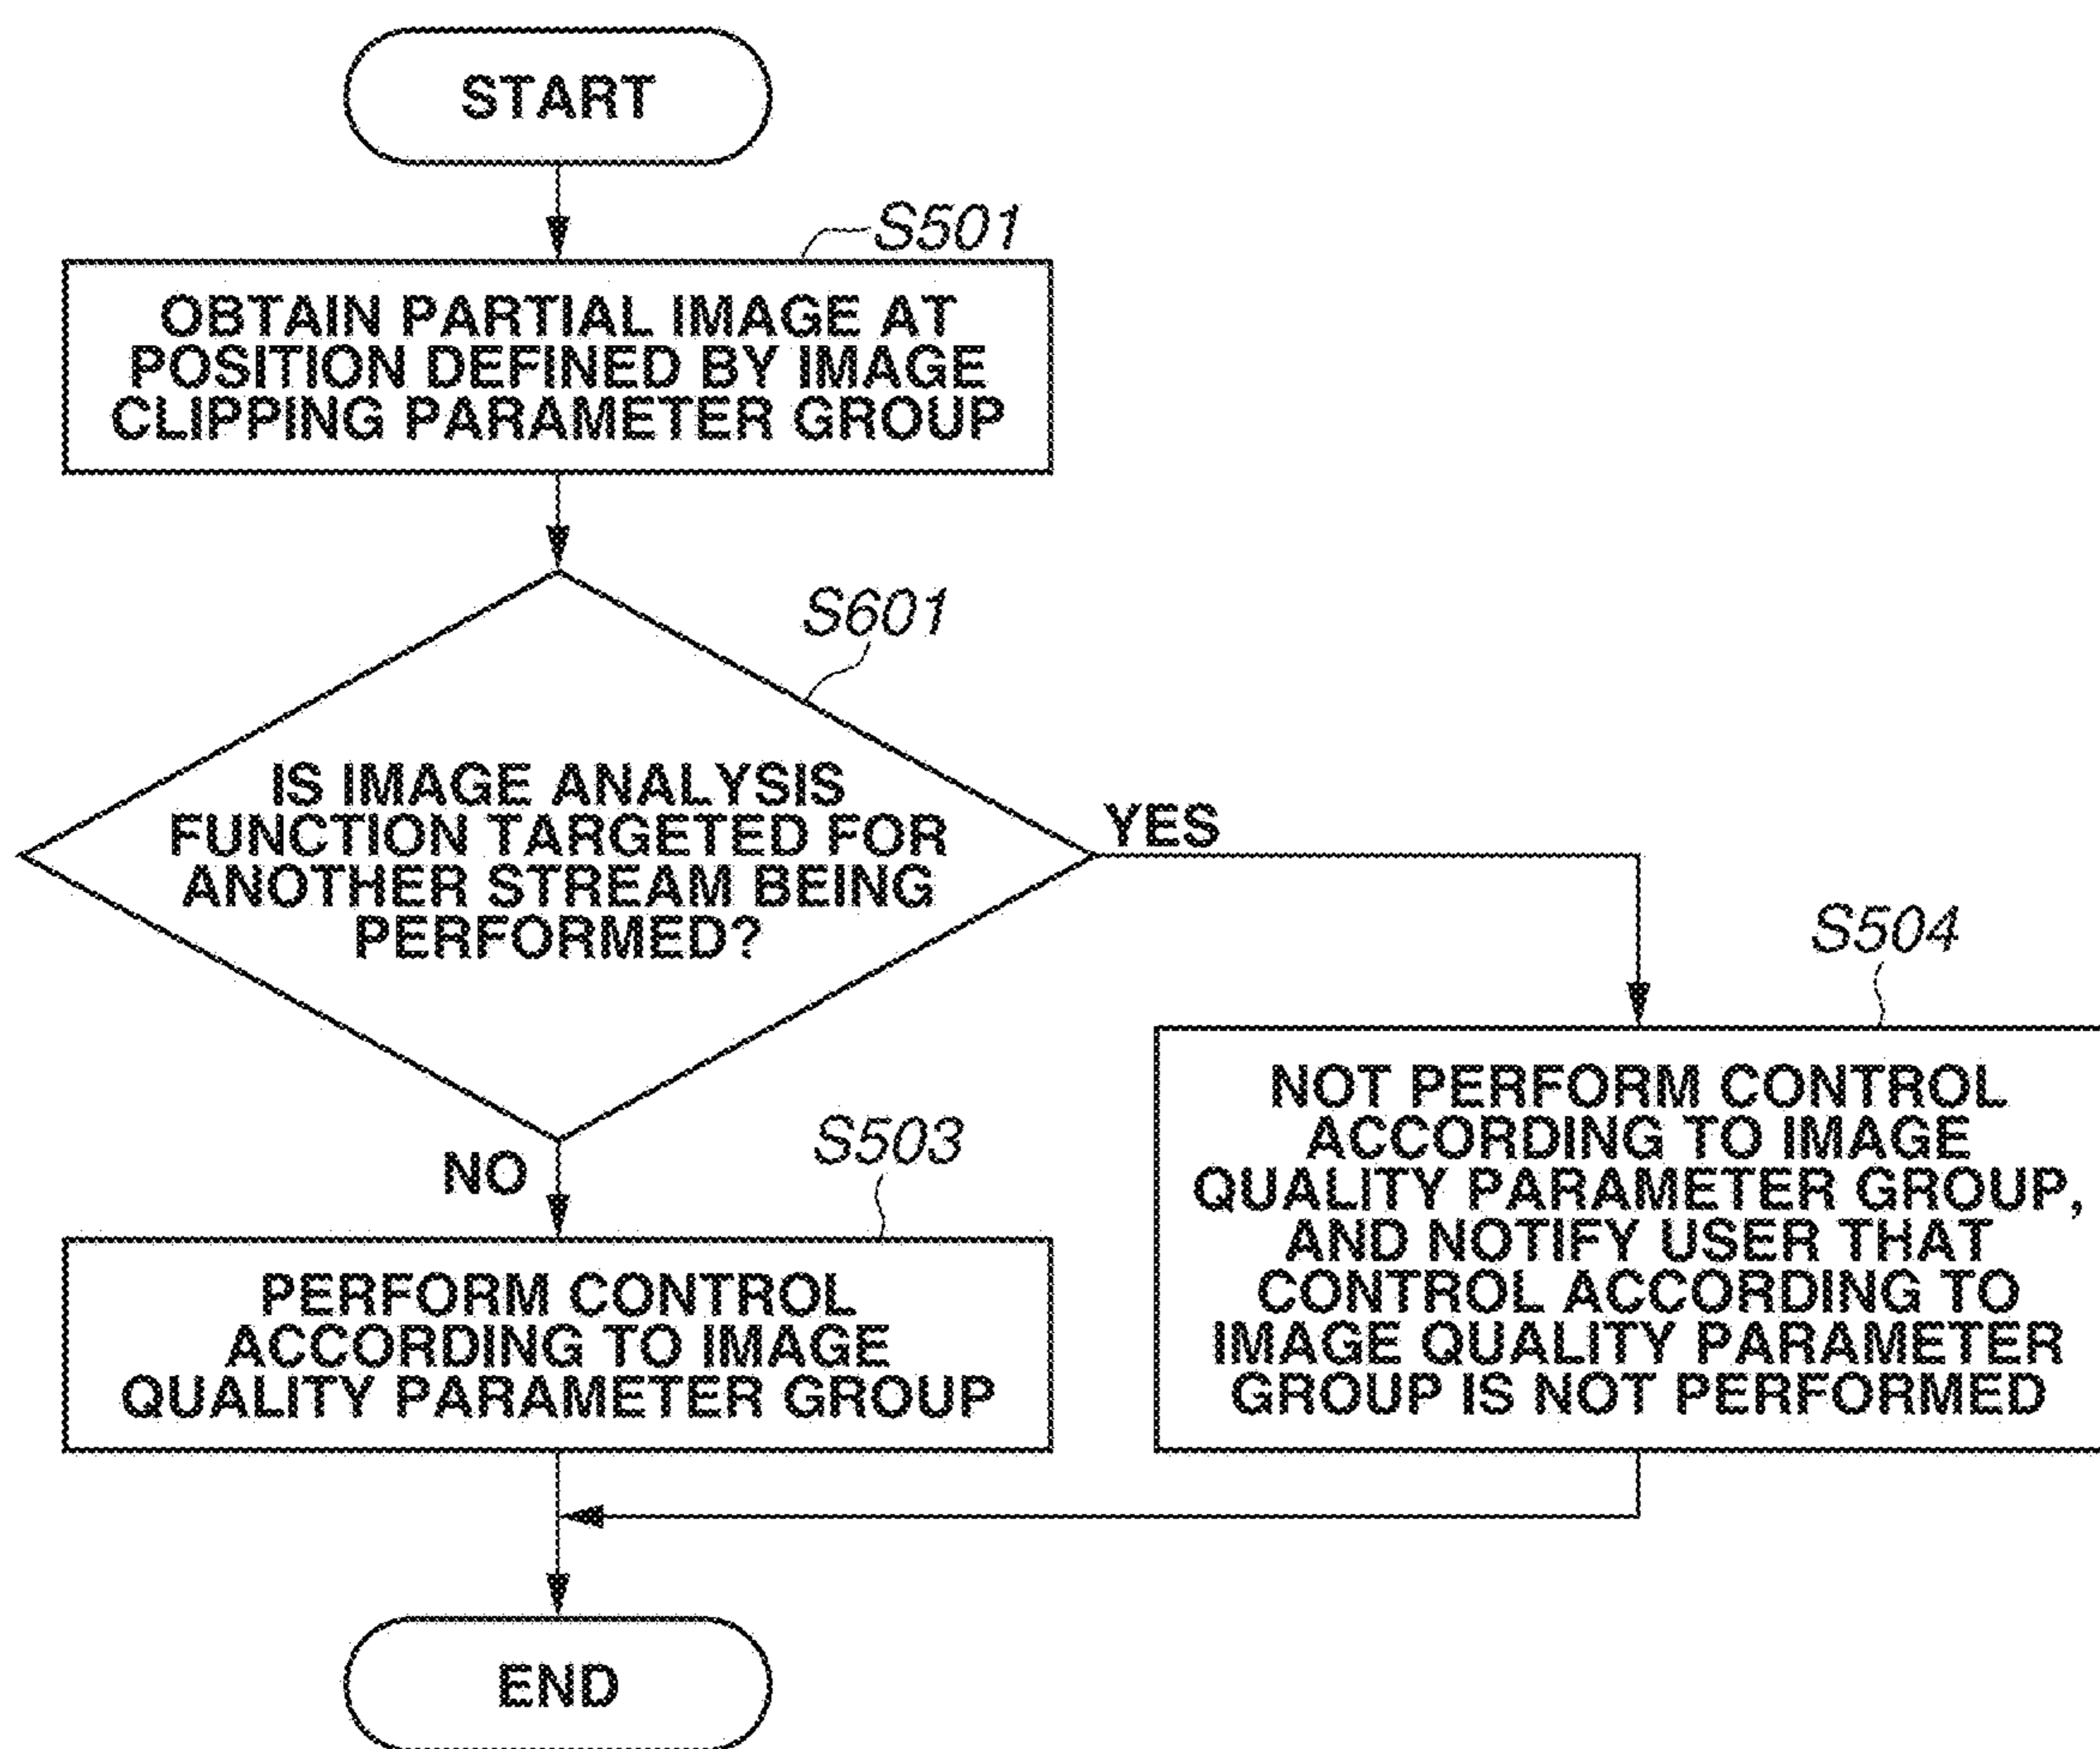 START
S501
OBTAIN PARTIAL IMAGE AT
POSITION DEFINED BY IMAGE
CLIPPING PARAMETER GROUP
S601
IS IMAGE ANALYSIS
FUNCTION TARGETED FOR
ANOTHER STREAM BEING
PERFORMED?
YES
NO
S503
PERFORM CONTROL
ACCORDING TO IMAGE
QUALITY PARAMETER GROUP
S504
NOT PERFORM CONTROL
ACCORDING TO IMAGE
QUALITY PARAMETER GROUP,
AND NOTIFY USER THAT
CONTROL ACCORDING TO
IMAGE QUALITY PARAMETER
GROUP IS NOT PERFORMED
END